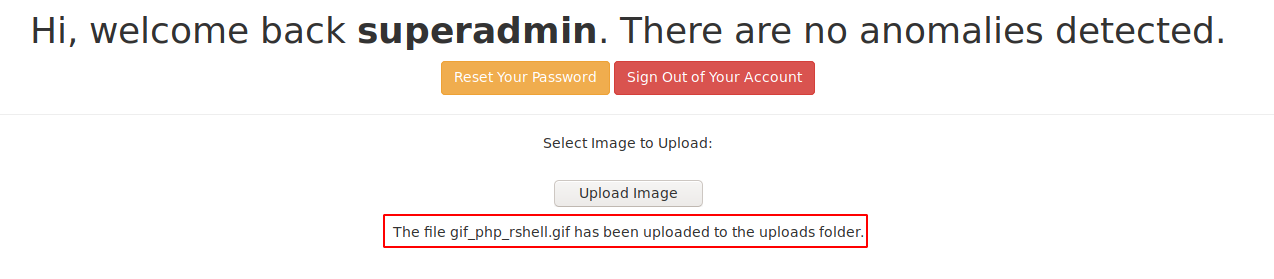 Hi, welcome back superadmin. There are no anomalies detected.
Reset Your Password Sign Out of Your Account
Select Image to Upload:
Upload Image
The file gif_php_rshell.gif has been uploaded to the uploads folder.